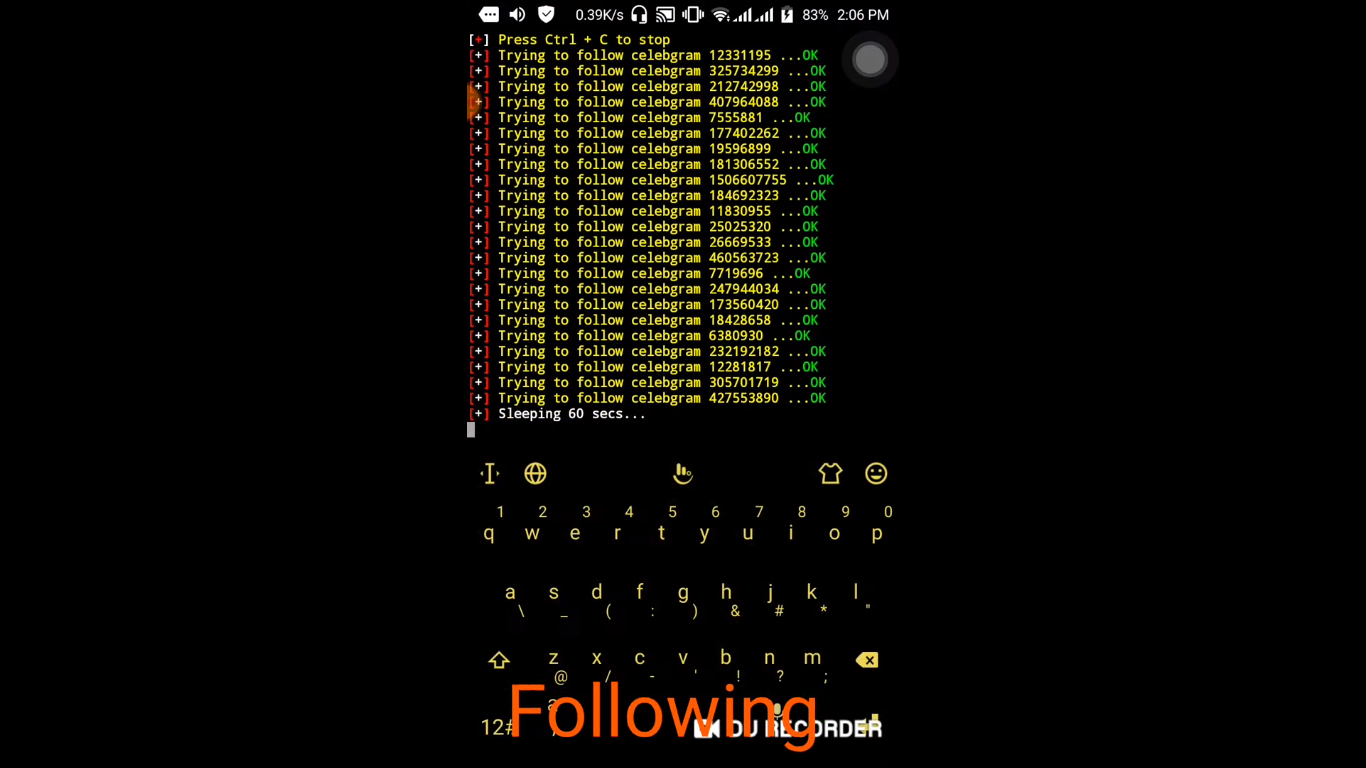 0.39K/s 83% 2:06 PM
[+] Press Ctrl + C to stop
[+] Trying to follow celebgram 12331195 ...OK
[+] Trying to follow celebgram 325734299 ...OK
[+] Trying to follow celebgram 212742998 ...OK
[+] Trying to follow celebgram 407964088 ...OK
[+] Trying to follow celebgram 7555881 ...OK
[+] Trying to follow celebgram 177402262 ...OK
[+] Trying to follow celebgram 19596899 ...OK
[+] Trying to follow celebgram 181306552 ...OK
[+] Trying to follow celebgram 1506607755 ...OK
[+] Trying to follow celebgram 184692323 ...OK
[+] Trying to follow celebgram 11830955 ...OK
[+] Trying to follow celebgram 25025320 ...OK
[+] Trying to follow celebgram 26669533 ...OK
[+] Trying to follow celebgram 460563723 ...OK
[+] Trying to follow celebgram 7719696 ...OK
[+] Trying to follow celebgram 247944034 ...OK
[+] Trying to follow celebgram 173560420 ...OK
[+] Trying to follow celebgram 18428658 ...OK
[+] Trying to follow celebgram 6380930 ...OK
[+] Trying to follow celebgram 232192182 ...OK
[+] Trying to follow celebgram 12281817 ...OK
[+] Trying to follow celebgram 305701719 ...OK
[+] Trying to follow celebgram 427553890 ...OK
[+] Sleeping 60 secs...
1 2 3 4 5 6 7 8 9 0
q w e r t y u i o p
a s d f g h j k l
\ _ ( : ) & # * "
z x c v b n m
@ / - ' ! ? ;
Following
12# DU RECORDER